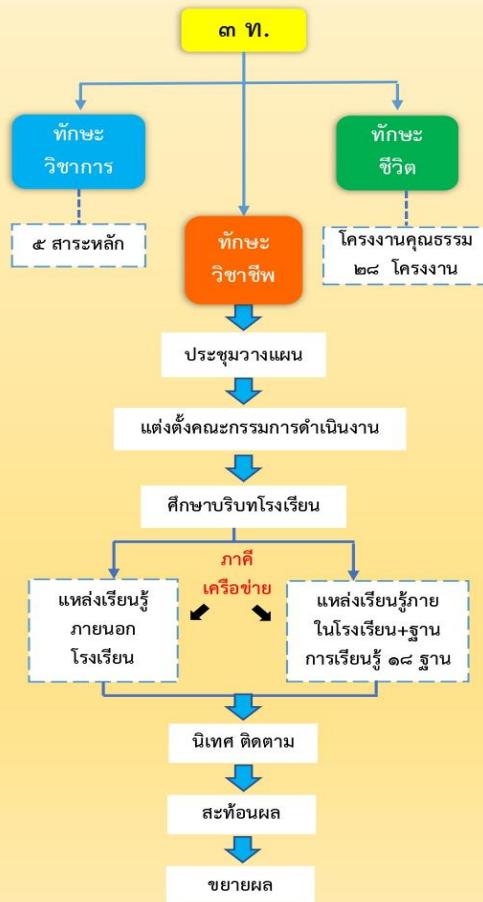 ๓ ท.
ทักษะ
วิชาการ
ทักษะ
ชีวิต
๕ สาระหลัก
ทักษะ
วิชาชีพ
โครงงานคุณธรรม
๒๘ โครงงาน
ประชุมวางแผน
แต่งตั้งคณะกรรมการดำเนินงาน
ศึกษาบริบทโรงเรียน
ภาคี
เครือข่าย
แหล่งเรียนรู้
ภายนอก
โรงเรียน
แหล่งเรียนรู้ภาย
ในโรงเรียน+ฐาน
การเรียนรู้ ๑๘ ฐาน
นิเทศ ติดตาม
สะท้อนผล
ขยายผล